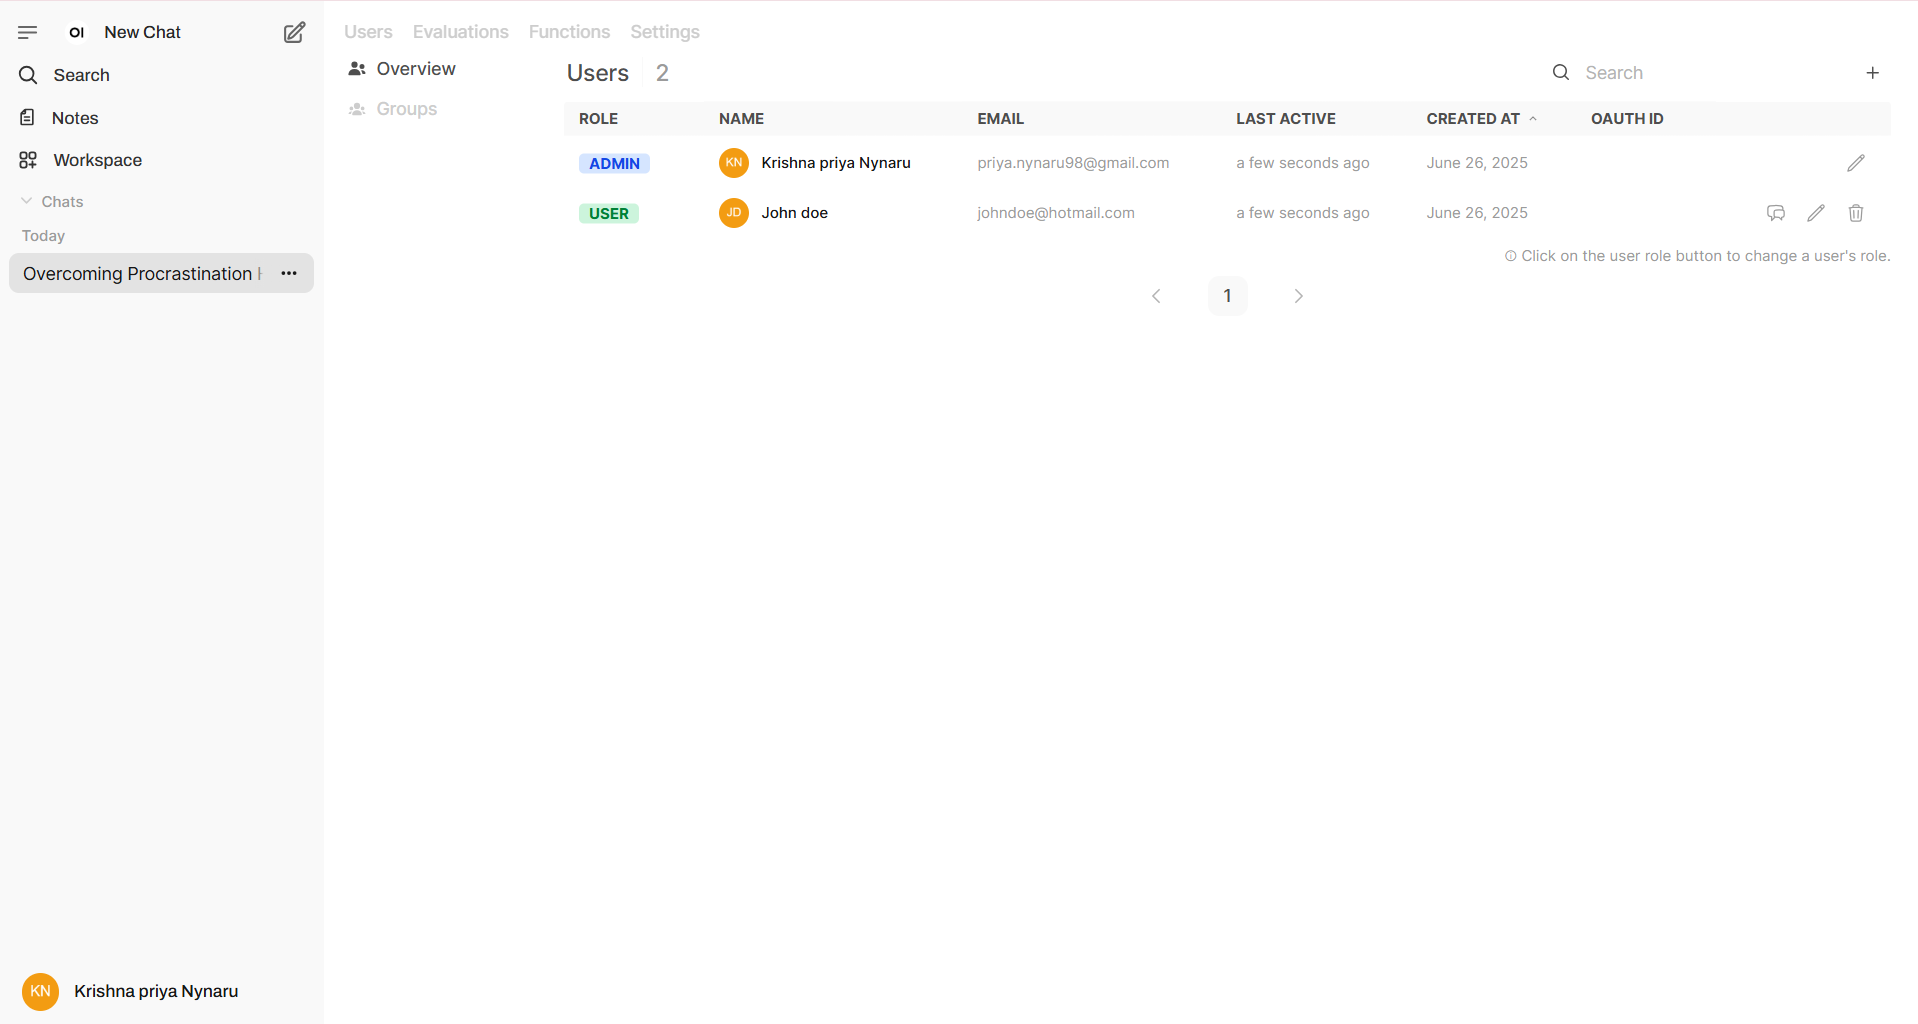 OI New Chat
Search
Notes
Workspace
Chats
Today
Overcoming Procrastination
KN Krishna priya Nynaru
Users Evaluations Functions Settings
Overview
Groups
Users 2
Search
ROLE NAME EMAIL LAST ACTIVE CREATED AT OAUTH ID
ADMIN KN Krishna priya Nynaru priya.nynaru98@gmail.com a few seconds ago June 26, 2025
USER JD John doe johndoe@hotmail.com a few seconds ago June 26, 2025
Click on the user role button to change a user's role.
1